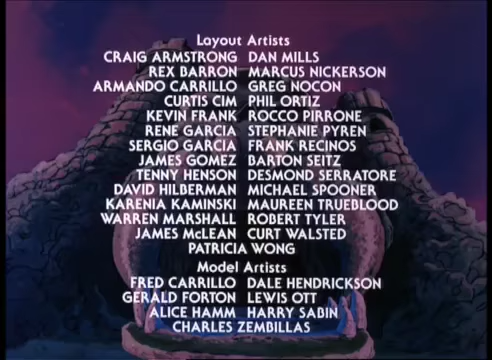 Layout Artists
CRAIG ARMSTRONG DAN MILLS
REX BARRON MARCUS NICKERSON
ARMANDO CARRILLO GREG NOCON
CURTIS CIM PHIL ORTIZ
KEVIN FRANK ROCCO PIRRONE
RENE GARCIA STEPHANIE PYREN
SERGIO GARCIA FRANK RECINOS
JAMES GOMEZ BARTON SEITZ
TENNY HENSON DESMOND SERRATORE
DAVID HILBERMAN MICHAEL SPOONER
KARENIA KAMINSKI MAUREEN TRUEBLOOD
WARREN MARSHALL ROBERT TYLER
JAMES McLEAN CURT WALSTED
PATRICIA WONG
Model Artists
FRED CARRILLO DALE HENDRICKSON
GERALD FORTON LEWIS OTT
ALICE HAMM HARRY SABIN
CHARLES ZEMBILLAS